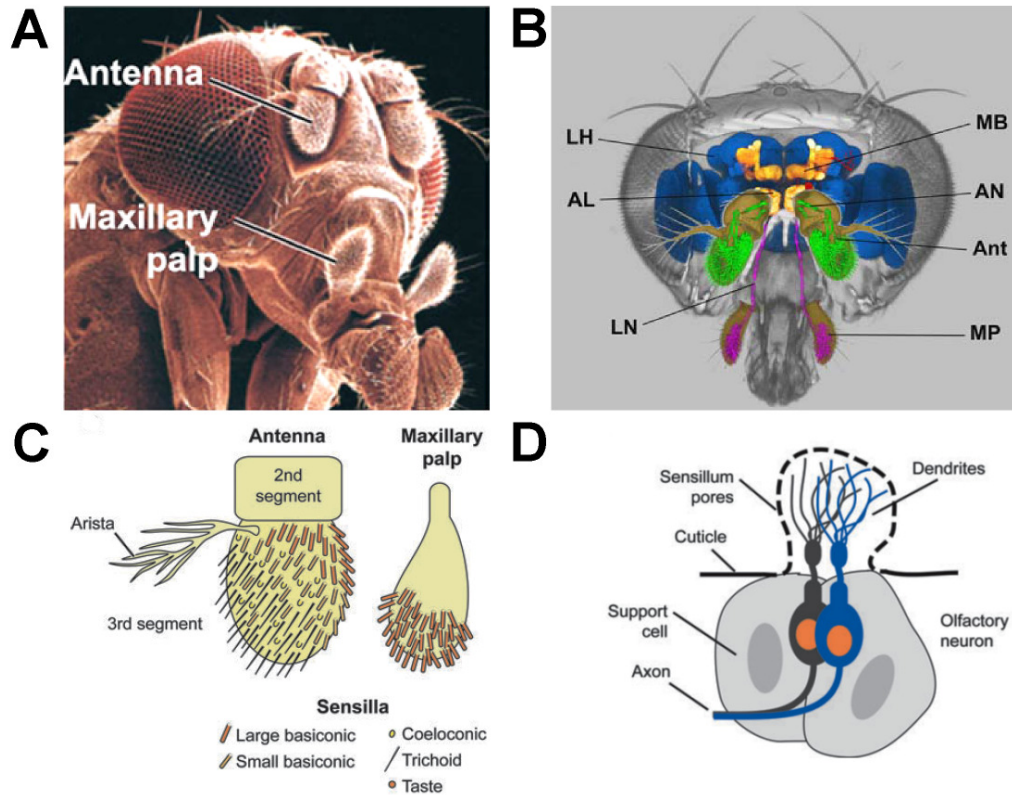 A
Antenna
Maxillary
palp
B
LH
MB
AL
AN
Ant
LN
MP
C
Antenna
Maxillary
palp
2nd
segment
Arista
3rd segment
Sensilla
Large basiconic
Coeloconic
Small basiconic
Trichoid
Taste
D
Sensillum
pores
Dendrites
Cuticle
Support
cell
Olfactory
neuron
Axon